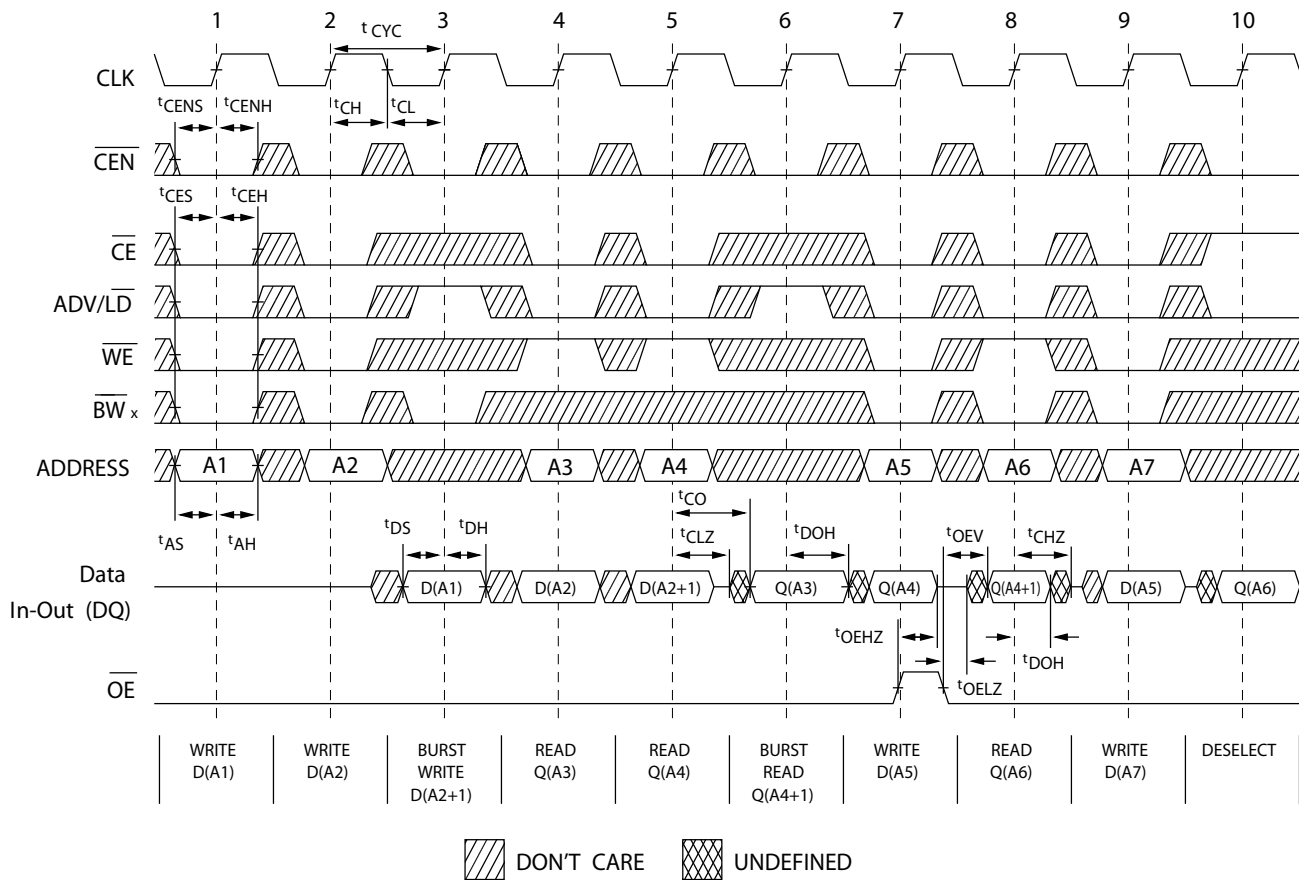 1 2 3 4 5 6 7 8 9 10
t CYC
CLK
tCENS tCENH tCH tCL
CEN
tCES tCEH
CE
ADV/LD
WE
BW x
ADDRESS A1 A2 A3 A4 A5 A6 A7
tCO
tAS tAH tDS tDH tCLZ tDOH tOEV tCHZ
Data
In-Out (DQ)
D(A1) D(A2) D(A2+1) Q(A3) Q(A4) Q(A4+1) D(A5) Q(A6)
tOEHZ tDOH
tOELZ
OE
WRITE WRITE BURST READ READ BURST WRITE READ WRITE DESELECT
D(A1) D(A2) WRITE Q(A3) Q(A4) READ D(A5) Q(A6) D(A7)
D(A2+1) Q(A4+1)
DON'T CARE UNDEFINED